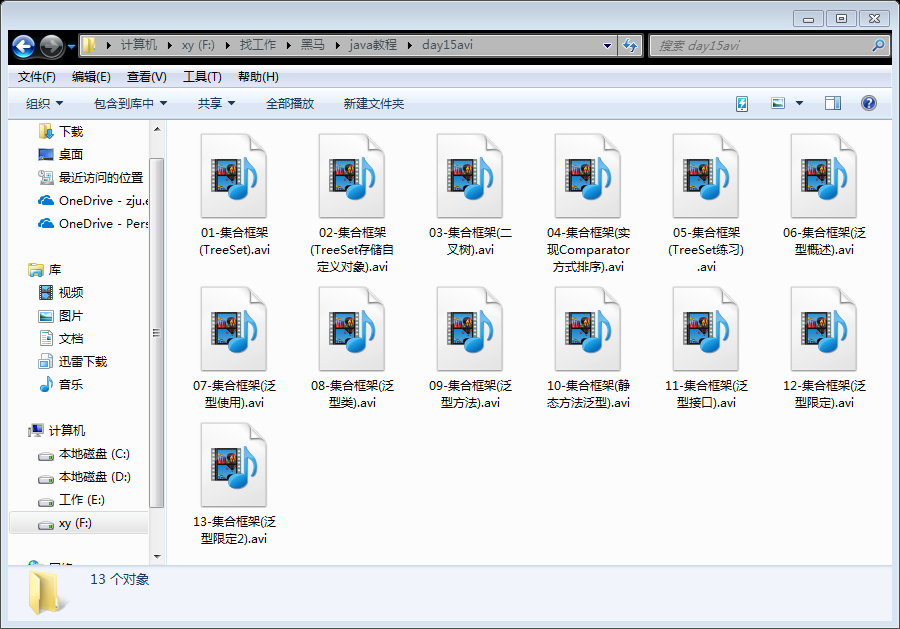 计算机 xy (F:) 找工作 黑马 java教程 day15avi
搜索 day15avi
文件(F) 编辑(E) 查看(V) 工具(T) 帮助(H)
组织 包含到库中 共享 全部播放 新建文件夹
下载
桌面
最近访问的位置
OneDrive - zju.e
OneDrive - Pers
库
视频
图片
文档
迅雷下载
音乐
计算机
本地磁盘 (C:)
本地磁盘 (D:)
工作 (E:)
xy (F:)
01-集合框架
(TreeSet).avi
02-集合框架
(TreeSet存储自
定义对象).avi
03-集合框架(二
叉树).avi
04-集合框架(实
现Comparator
方式排序).avi
05-集合框架
(TreeSet练习)
.avi
06-集合框架(泛
型概述).avi
07-集合框架(泛
型使用).avi
08-集合框架(泛
型类).avi
09-集合框架(泛
型方法).avi
10-集合框架(静
态方法泛型).avi
11-集合框架(泛
型接口).avi
12-集合框架(泛
型限定).avi
13-集合框架(泛
型限定2).avi
13 个对象